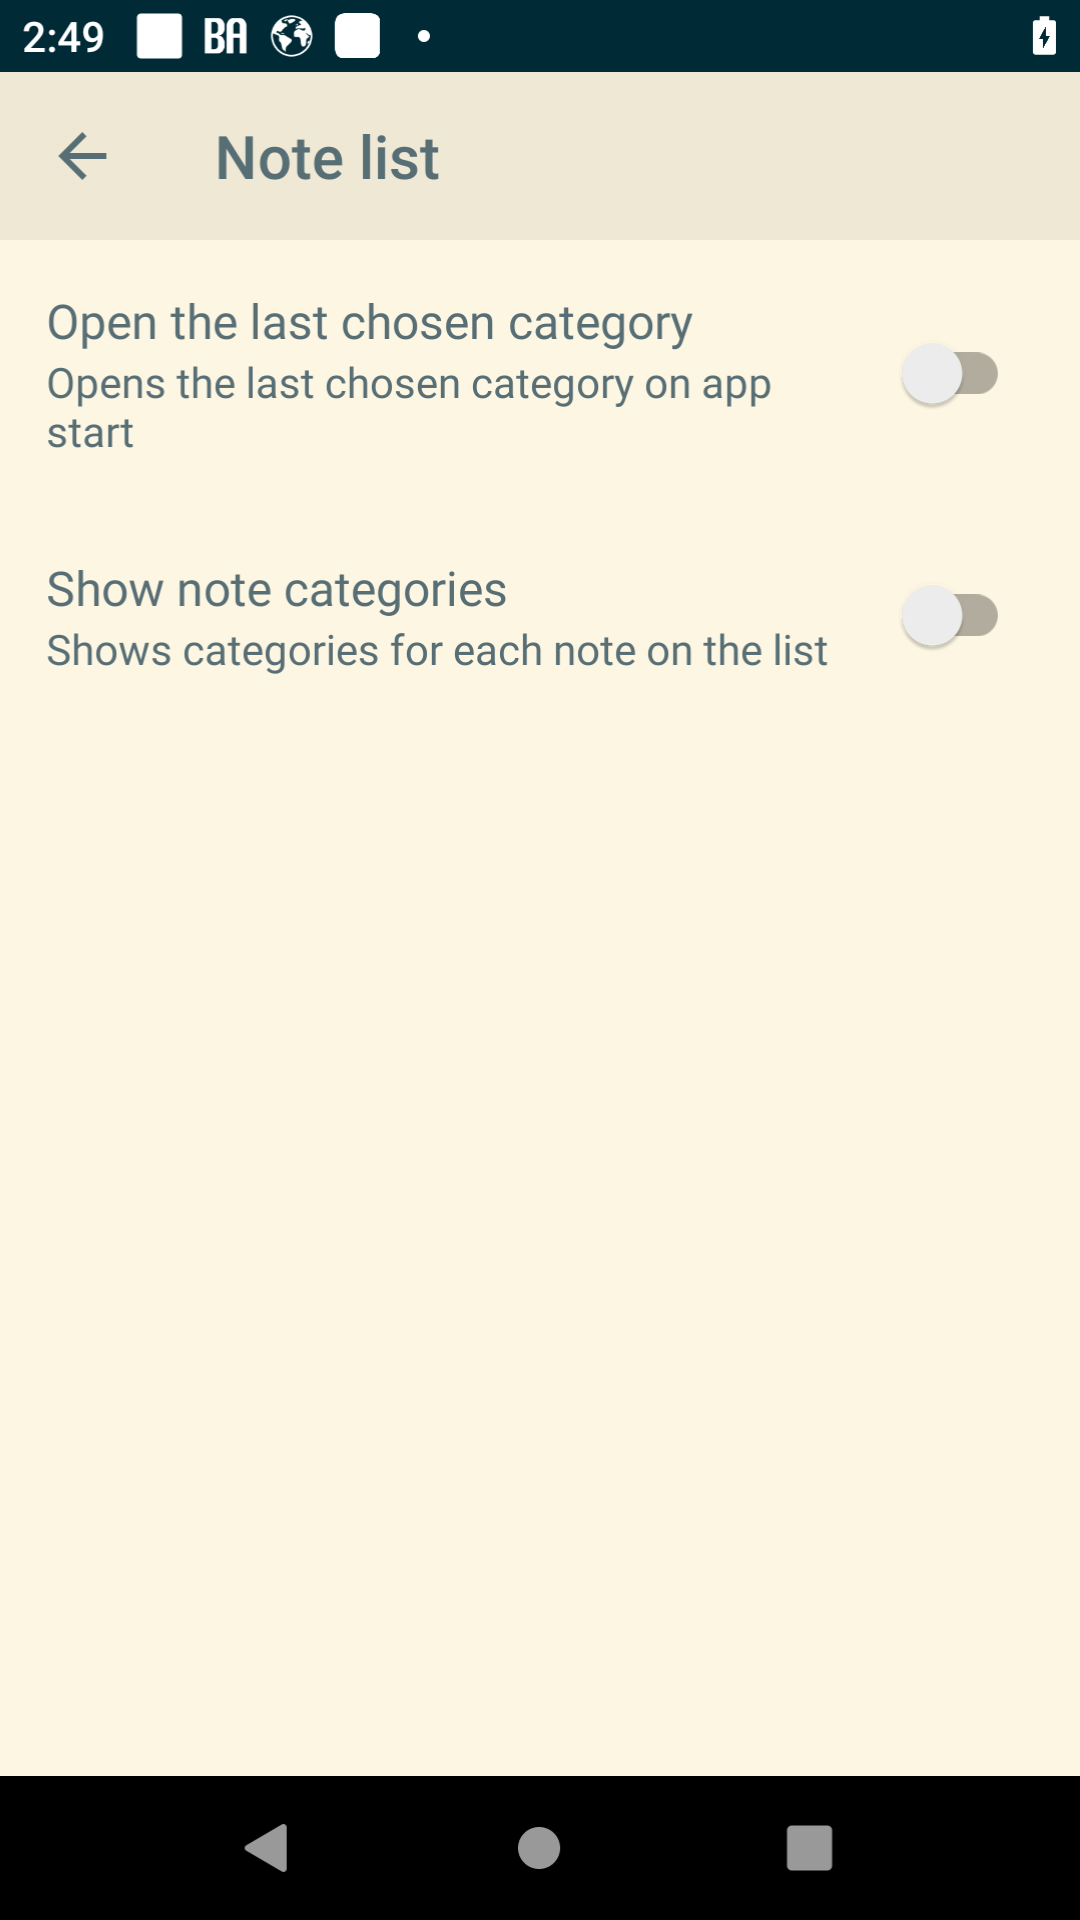 2:49 BA
Note list
Open the last chosen category
Opens the last chosen category on app
start
Show note categories
Shows categories for each note on the list